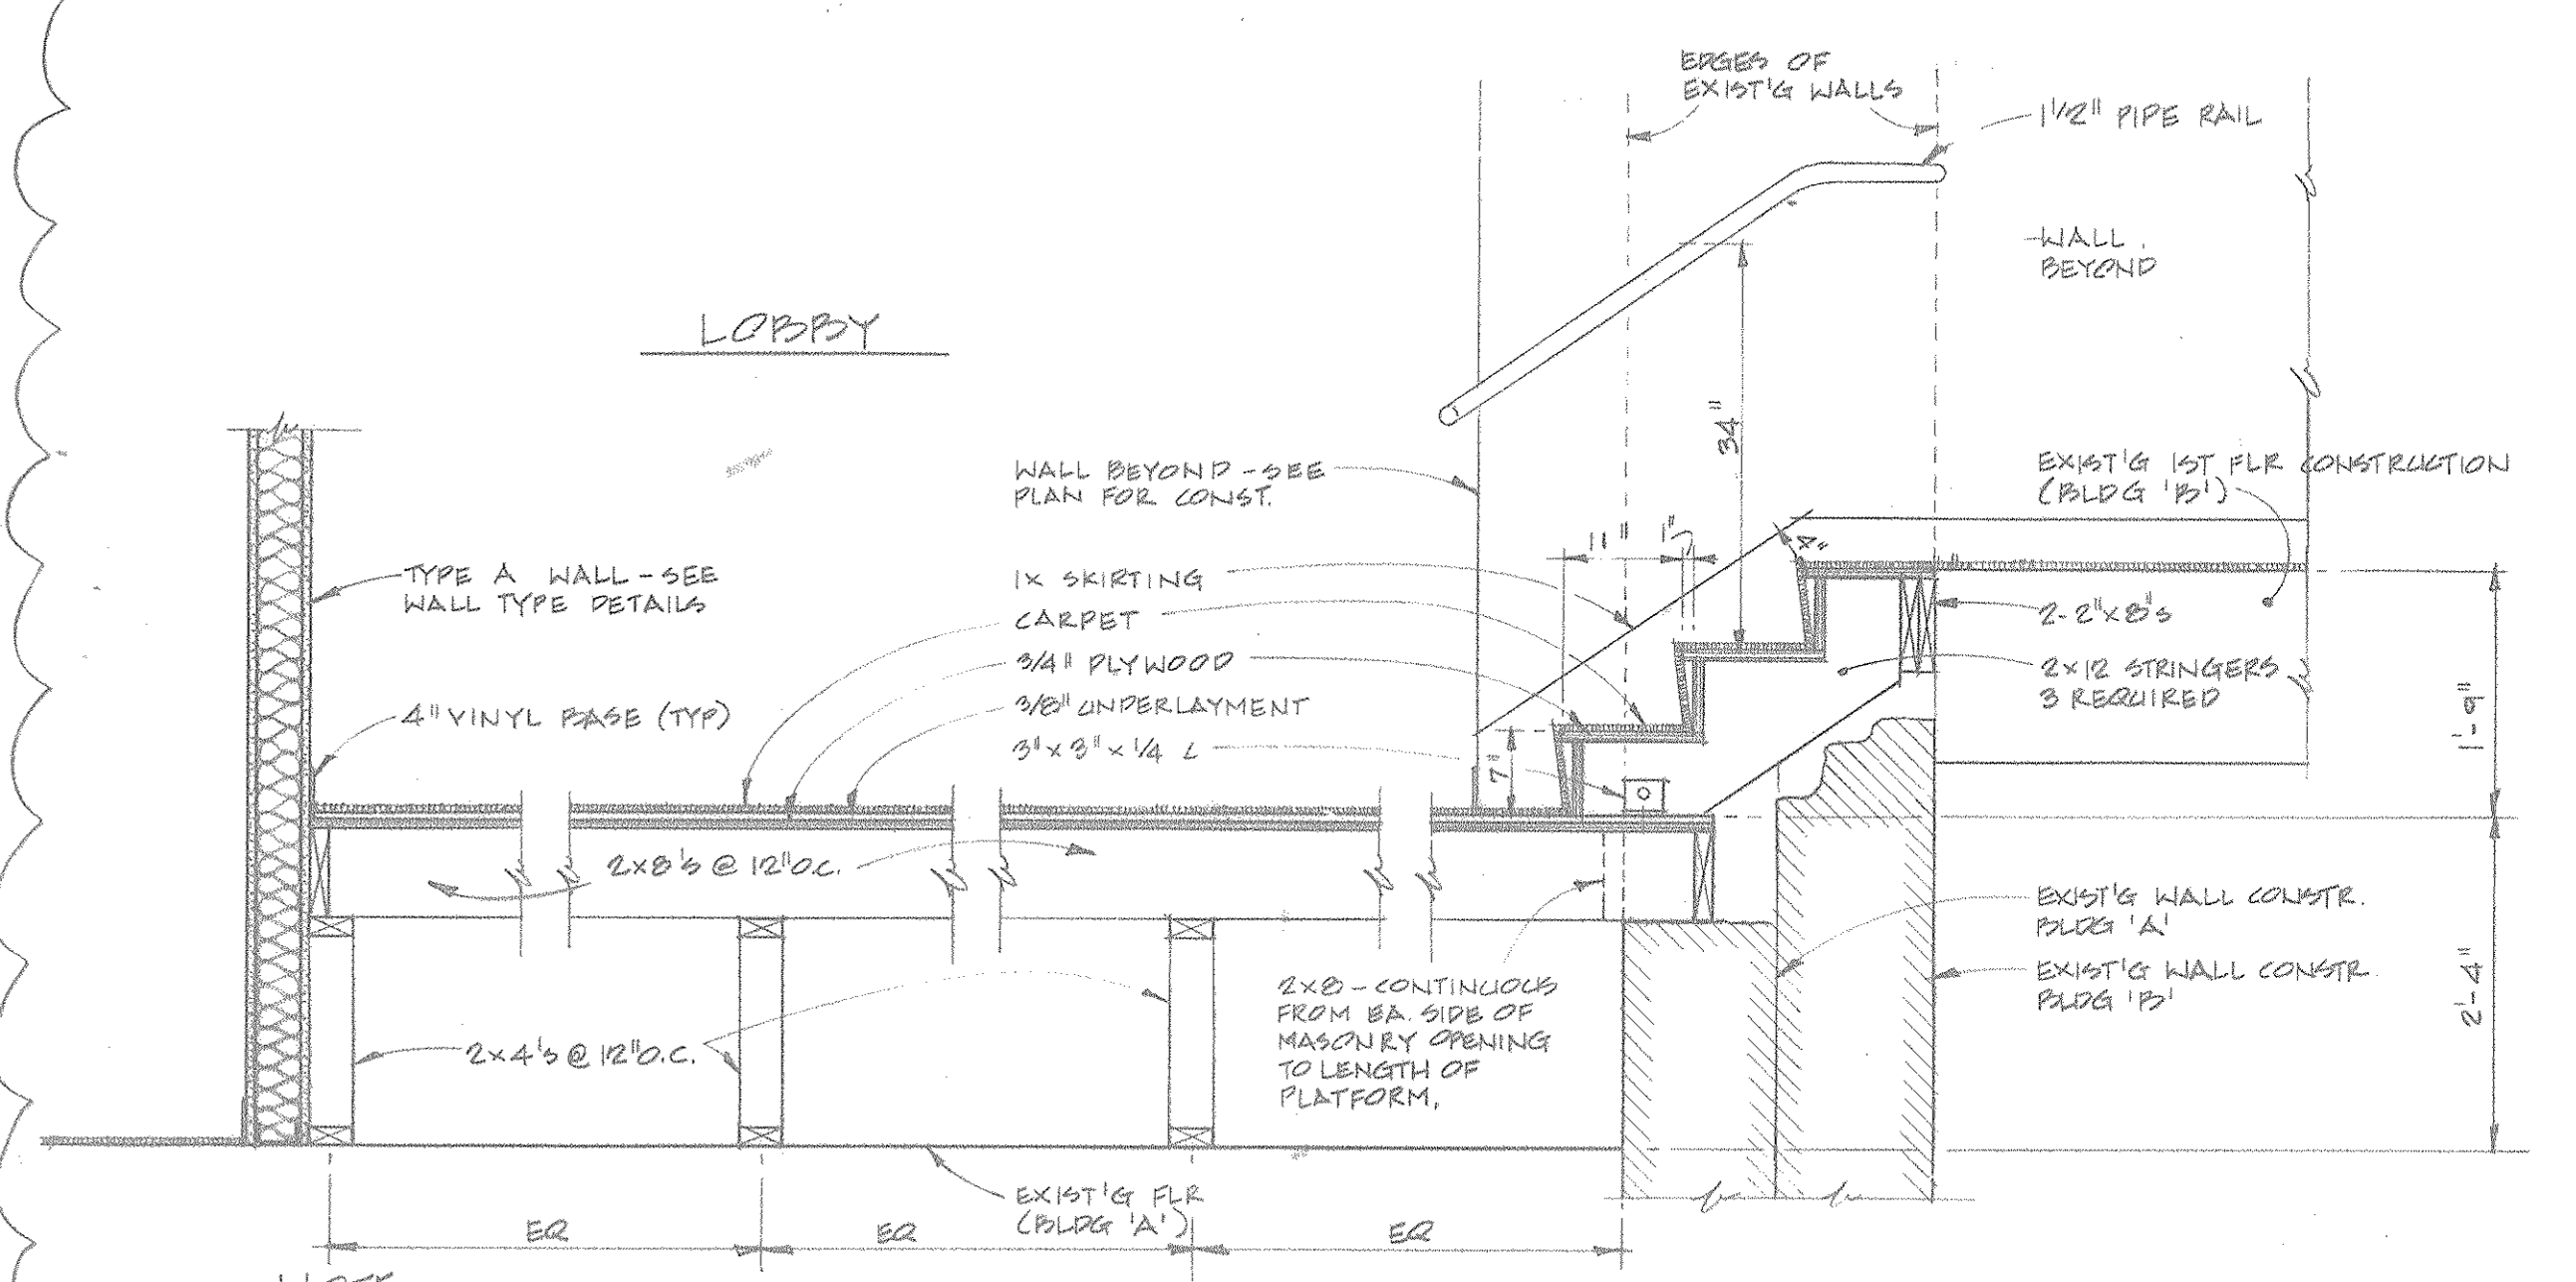 EDGES OF
EXIST'G WALLS
1 1/2" PIPE RAIL
WALL
BEYOND
LOBBY
34"
WALL BEYOND - SEE
PLAN FOR CONST.
EXIST'G 1ST FLR CONSTRUCTION
(BLDG 'B')
11"
1"
4"
TYPE A WALL - SEE
WALL TYPE DETAILS
1X SKIRTING
CARPET
3/4" PLYWOOD
3/8" UNDERLAYMENT
3" x 3" x 1/4 L
2-2"x8"s
2x12 STRINGERS
3 REQUIRED
4" VINYL BASE (TYP)
7"
1'-9"
2x8's @ 12" O.C.
EXIST'G WALL CONSTR.
BLDG 'A'
EXIST'G WALL CONSTR
BLDG 'B'
2x8 - CONTINUOUS
FROM EA. SIDE OF
MASONRY OPENING
TO LENGTH OF
PLATFORM.
2'-4"
2x4's @ 12" O.C.
EXIST'G FLR
(BLDG 'A')
EQ
EQ
EQ